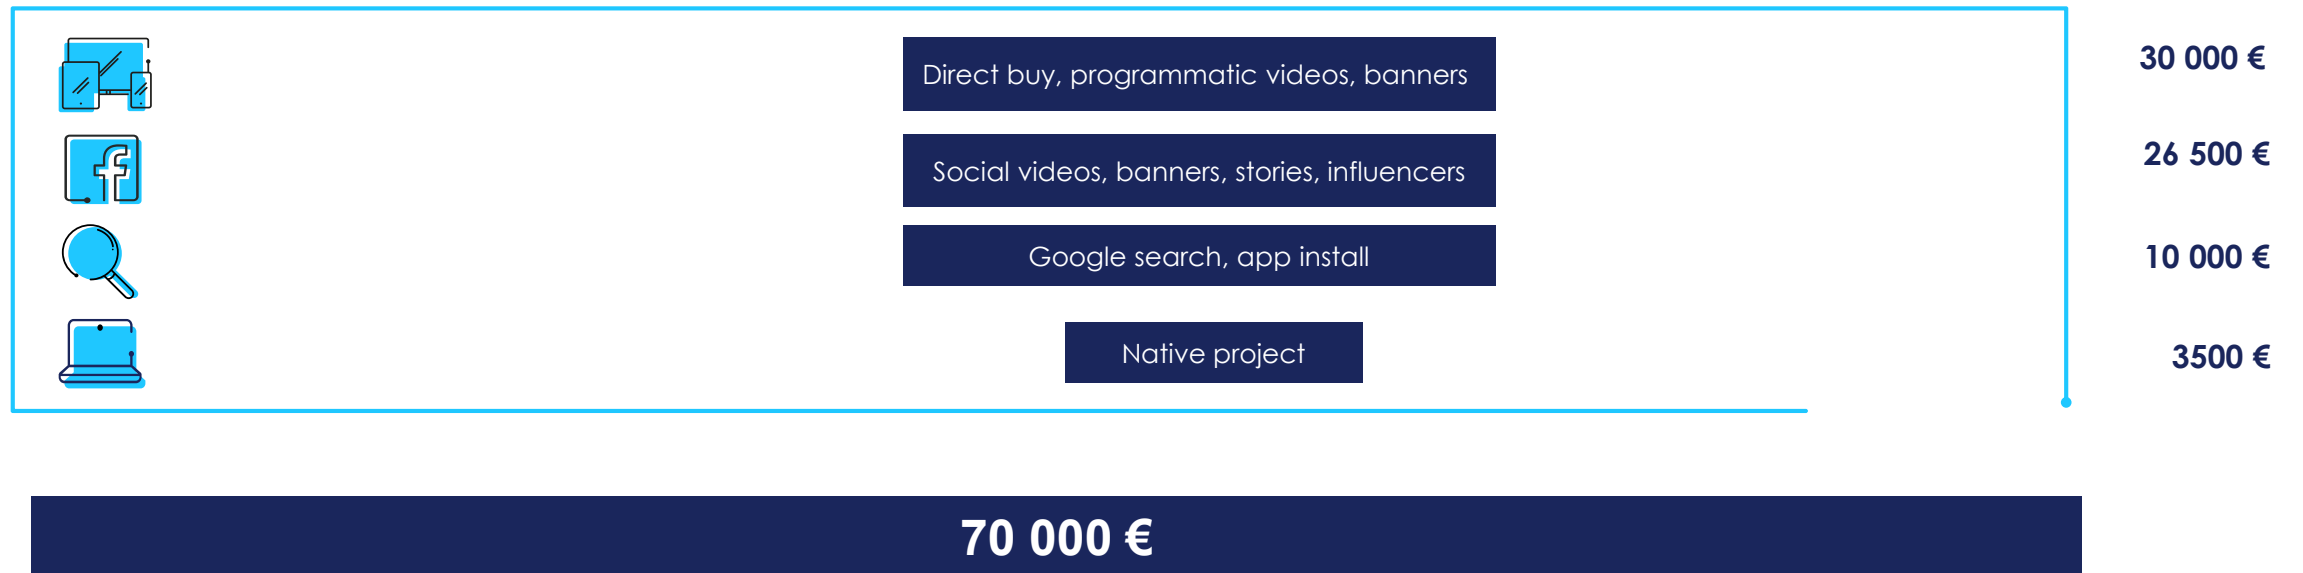 Direct buy, programmatic videos, banners
30 000 €
Social videos, banners, stories, influencers
26 500 €
Google search, app install
10 000 €
Native project
3500 €
70 000 €